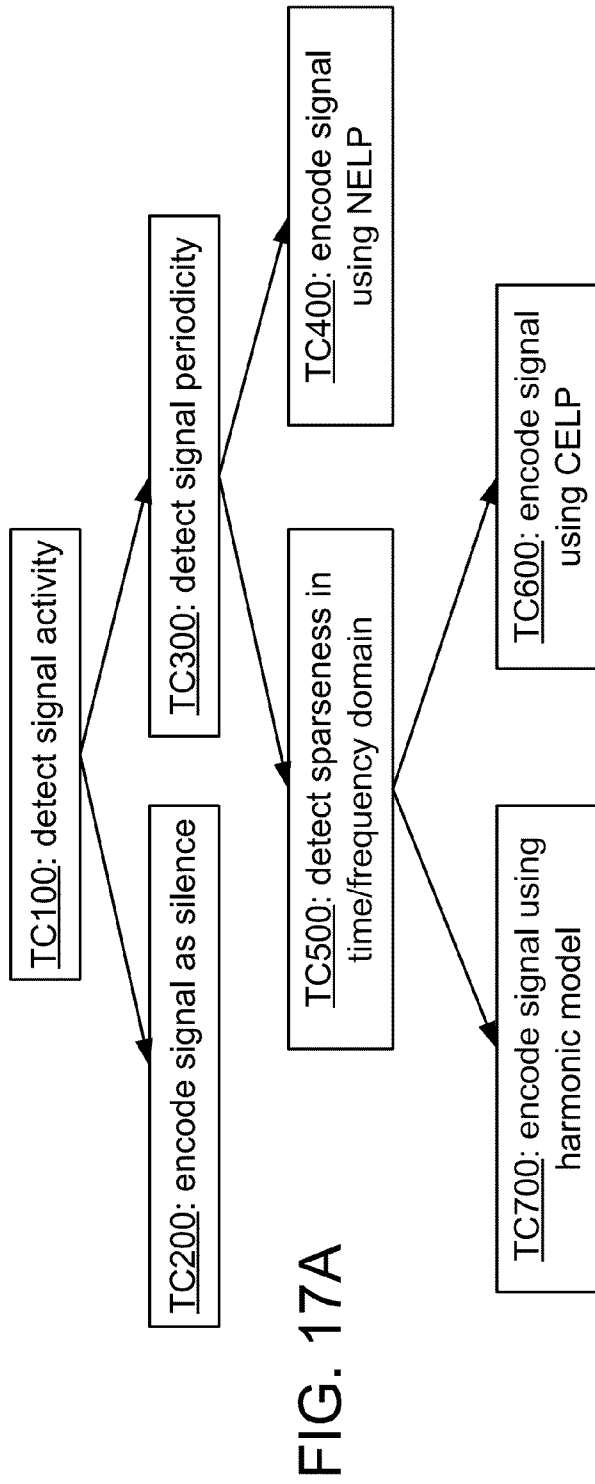 TC100: detect signal activity
TC200: encode signal as silence
TC300: detect signal periodicity
TC500: detect sparseness in
time/frequency domain
TC400: encode signal
using NELP
TC700: encode signal using
harmonic model
TC600: encode signal
using CELP
FIG. 17A